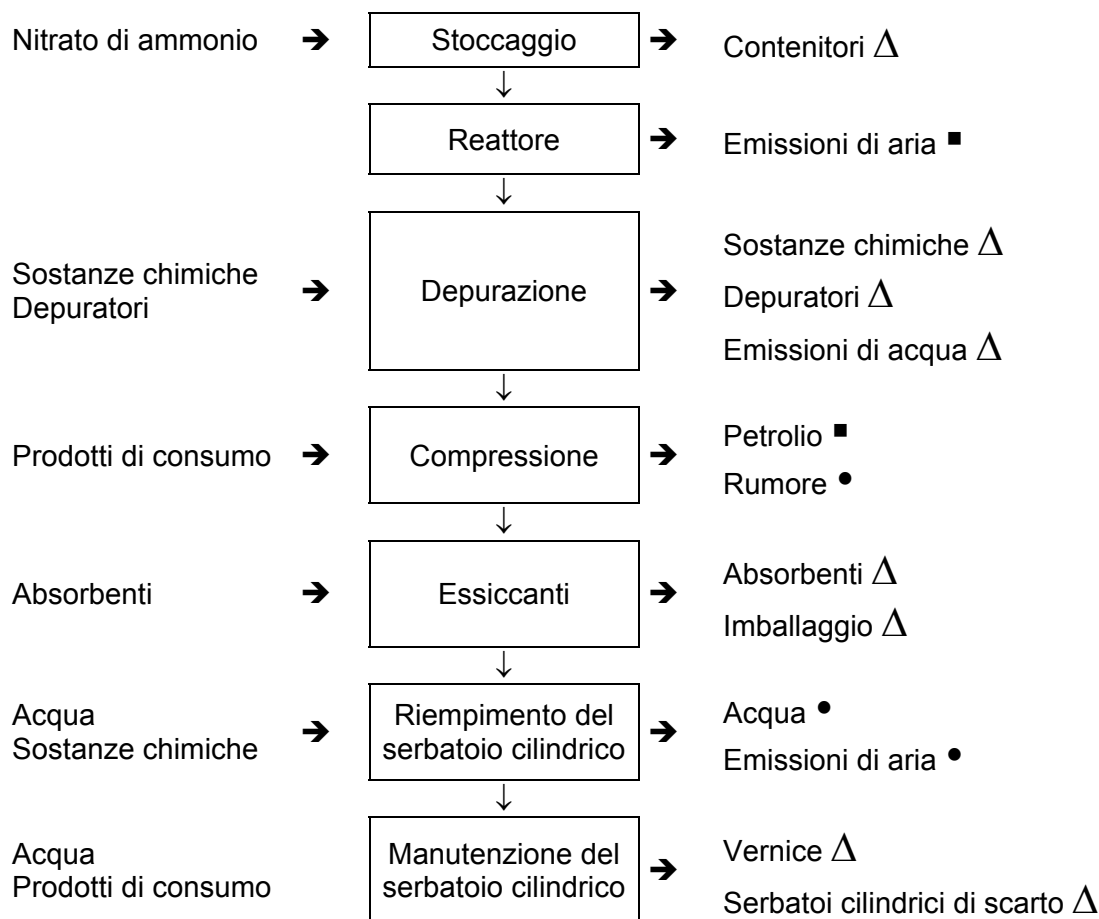 Nitrato di ammonio ➔ Stoccaggio ➔ Contenitori Δ
↓
Reattore ➔ Emissioni di aria ■
↓
Sostanze chimiche
Depuratori
➔ Depurazione ➔
Sostanze chimiche Δ
Depuratori Δ
Emissioni di acqua Δ
↓
Prodotti di consumo ➔ Compressione ➔
Petrolio ■
Rumore •
↓
Absorbenti ➔ Essiccanti ➔
Absorbenti Δ
Imballaggio Δ
↓
Acqua
Sostanze chimiche
➔
Riempimento del
serbatoio cilindrico
➔
Acqua •
Emissioni di aria •
↓
Acqua
Prodotti di consumo
Manutenzione del
serbatoio cilindrico
➔
Vernice Δ
Serbatoi cilindrici di scarto Δ